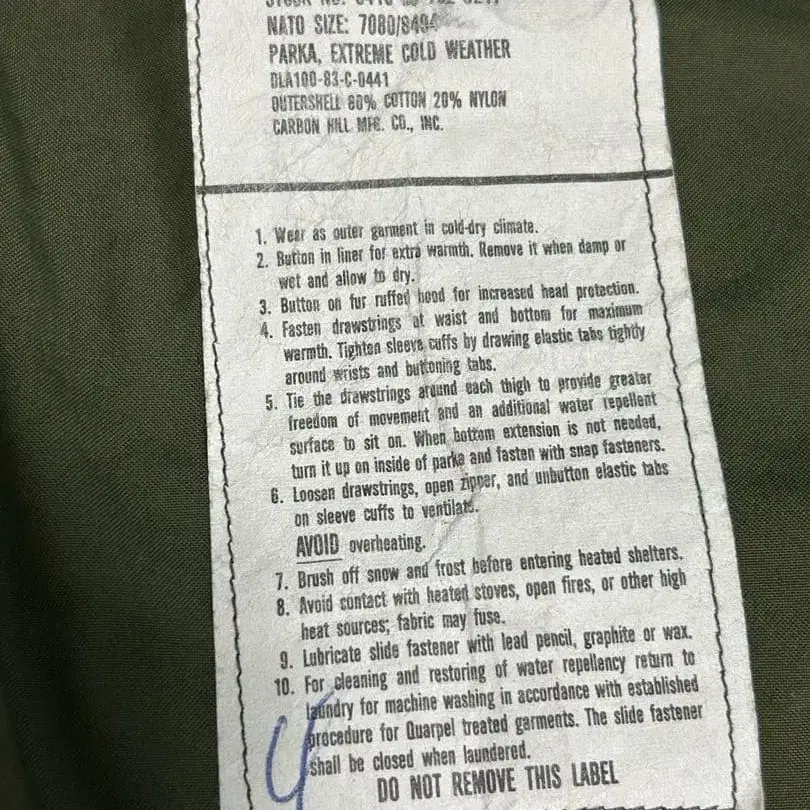 STOCK NO. 8415
NATO SIZE: 7080/8494
PARKA, EXTREME COLD WEATHER
DLA100-83-C-0441
OUTERSHELL 80% COTTON 20% NYLON
CARBON HILL MFG. CO., INC.
1. Wear as outer garment in cold-dry climate.
2. Button in liner for extra warmth. Remove it when damp or
wet and allow to dry.
3. Button on fur ruffed hood for increased head protection.
4. Fasten drawstrings at waist and bottom for maximum
warmth. Tighten sleeve cuffs by drawing elastic tabs tightly
around wrists and buttoning tabs.
5. Tie the drawstrings around each thigh to provide greater
freedom of movement and an additional water repellent
surface to sit on. When bottom extension is not needed,
turn it up on inside of parka and fasten with snap fasteners.
6. Loosen drawstrings, open zipper, and unbutton elastic tabs
on sleeve cuffs to ventilate.
AVOID overheating.
7. Brush off snow and frost before entering heated shelters.
8. Avoid contact with heated stoves, open fires, or other high
heat sources; fabric may fuse.
9. Lubricate slide fastener with lead pencil, graphite or wax.
10. For cleaning and restoring of water repellency return to
laundry for machine washing in accordance with established
procedure for Quarpel treated garments. The slide fastener
shall be closed when laundered.
DO NOT REMOVE THIS LABEL